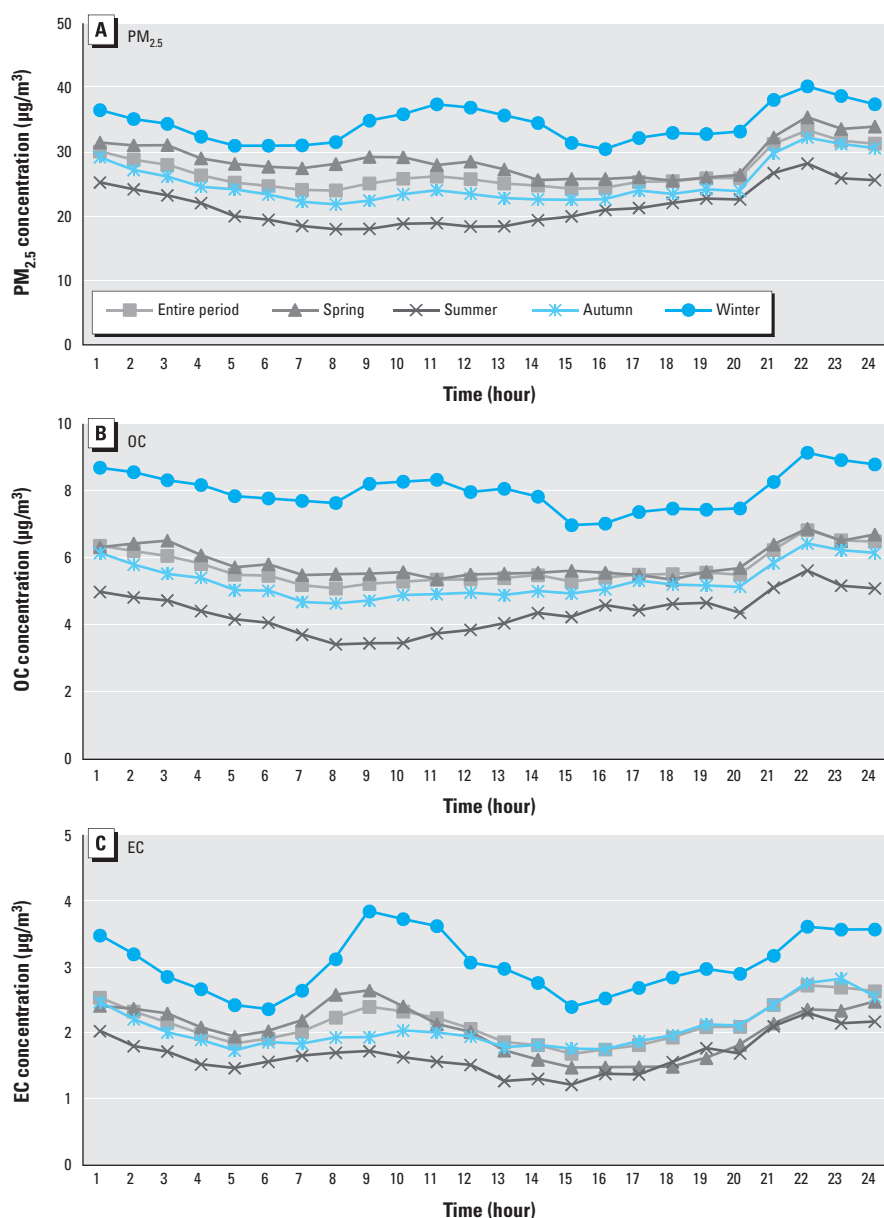 A PM2.5
PM2.5 concentration (µg/m³)
50
40
30
20
10
0
Entire period Spring Summer Autumn Winter
1 2 3 4 5 6 7 8 9 10 11 12 13 14 15 16 17 18 19 20 21 22 23 24
Time (hour)
B OC
OC concentration (µg/m³)
10
8
6
4
2
0
1 2 3 4 5 6 7 8 9 10 11 12 13 14 15 16 17 18 19 20 21 22 23 24
Time (hour)
C EC
EC concentration (µg/m³)
5
4
3
2
1
0
1 2 3 4 5 6 7 8 9 10 11 12 13 14 15 16 17 18 19 20 21 22 23 24
Time (hour)